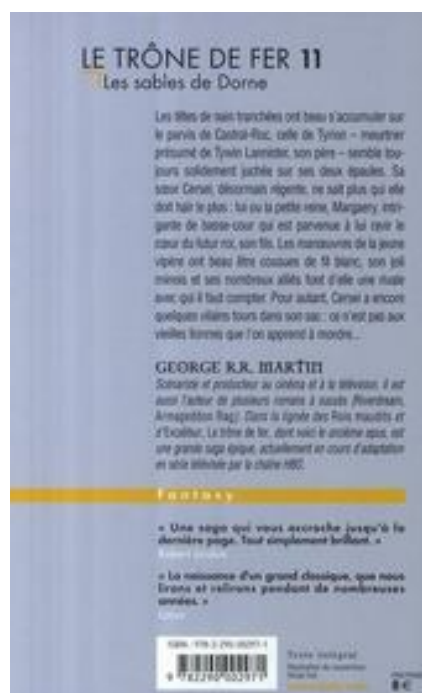 LE TRÔNE DE FER 11
Les sables de Dorne
Les têtes de nain tranchées ont beau s'accumuler sur
le parvis de Castral-Roc, celle de Tyrion – meurtrier
présumé de Tywin Lannister, son père – semble tou-
jours solidement juchée sur ses deux épaules. Sa
sœur Cersei, désormais régente, ne sait plus qui elle
doit haïr le plus : lui ou la petite reine, Margaery, intri-
gante de basse-cour qui est parvenue à lui ravir le
cœur du futur roi, son fils. Les manœuvres de la jeune
vipère ont beau être cousues de fil blanc, son joli
minois et ses nombreux alliés font d'elle une rivale
avec qui il faut compter. Pour autant, Cersei a encore
quelques vilains tours dans son sac : ce n'est pas aux
vieilles lionnes que l'on apprend à mordre...
GEORGE R.R. MARTIN
Scénariste et producteur au cinéma et à la télévision, il est
aussi l'auteur de plusieurs romans à succès (Riverdream,
Armageddon Rag). Dans la lignée des Rois maudits et
d'Excalibur, Le trône de fer, dont voici le onzième opus, est
une grande saga épique, actuellement en cours d'adaptation
en série télévisée par la chaîne HBO.
Fantasy
« Une saga qui vous accroche jusqu'à la
dernière page. Tout simplement brillant. »
« La naissance d'un grand classique, que nous
lirons et relirons pendant de nombreuses
années. »
ISBN : 978-2-290-00297-1
Texte intégral
9 782290 002971
8 €